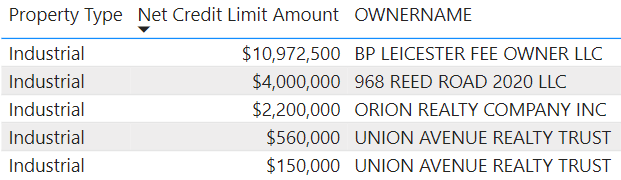 Property Type Net Credit Limit Amount OWNERNAME
Industrial $10,972,500 BP LEICESTER FEE OWNER LLC
Industrial $4,000,000 968 REED ROAD 2020 LLC
Industrial $2,200,000 ORION REALTY COMPANY INC
Industrial $560,000 UNION AVENUE REALTY TRUST
Industrial $150,000 UNION AVENUE REALTY TRUST